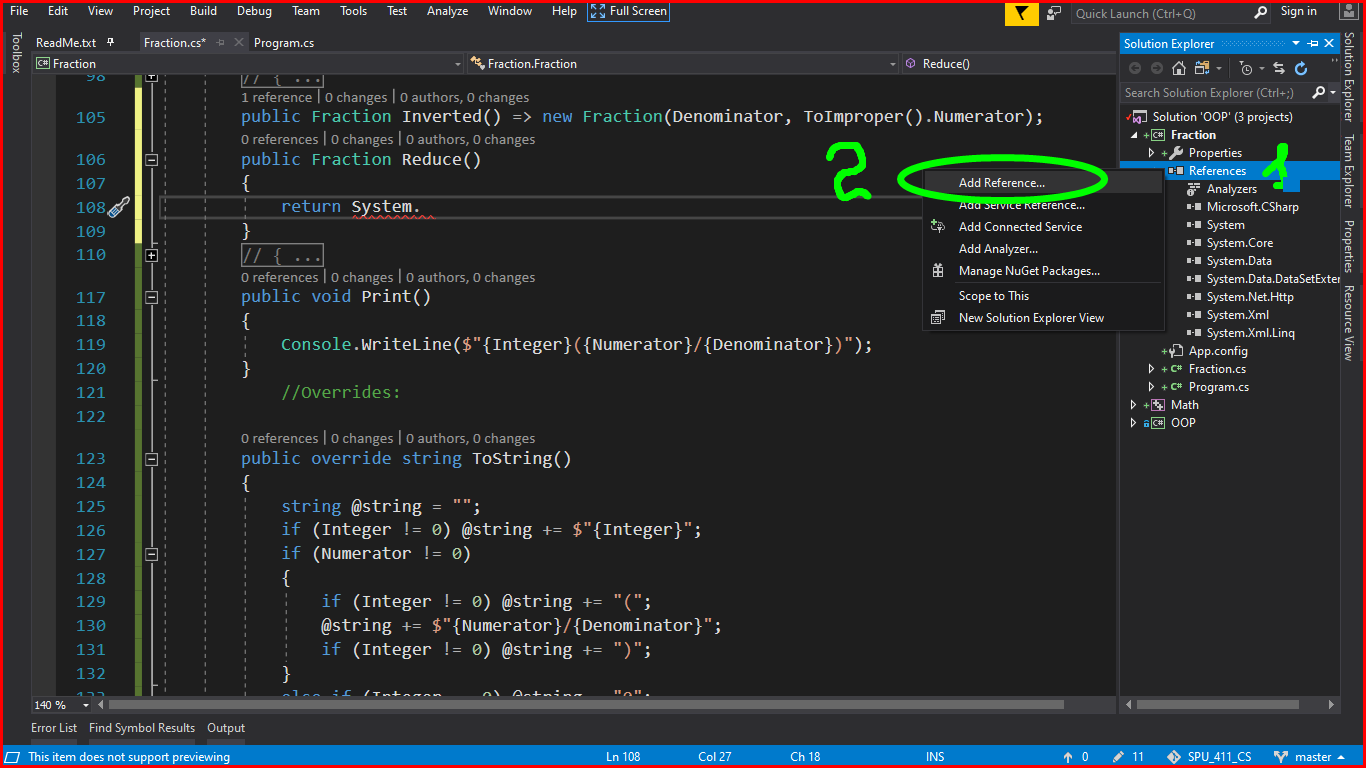 File Edit View Project Build Debug Team Tools Test Analyze Window Help Full Screen Quick Launch (Ctrl+Q) Sign in
Toolbox
ReadMe.txt Fraction.cs* Program.cs
Fraction Fraction.Fraction Reduce()
98 // { ...
1 reference | 0 changes | 0 authors, 0 changes
105 public Fraction Inverted() => new Fraction(Denominator, ToImproper().Numerator);
0 references | 0 changes | 0 authors, 0 changes
106 public Fraction Reduce()
107 {
108 return System.
109 }
110 // { ...
0 references | 0 changes | 0 authors, 0 changes
117 public void Print()
118 {
119 Console.WriteLine($"{Integer}({Numerator}/{Denominator})");
120 }
121 //Overrides:
122
0 references | 0 changes | 0 authors, 0 changes
123 public override string ToString()
124 {
125 string @string = "";
126 if (Integer != 0) @string += $"{Integer}";
127 if (Numerator != 0)
128 {
129 if (Integer != 0) @string += "(";
130 @string += $"{Numerator}/{Denominator}";
131 if (Integer != 0) @string += ")";
132 }
2
Add Reference...
Add Service Reference...
Add Connected Service
Add Analyzer...
Manage NuGet Packages...
Scope to This
New Solution Explorer View
Solution Explorer
Search Solution Explorer (Ctrl+;)
Solution 'OOP' (3 projects)
Fraction
Properties
References 1
Analyzers
Microsoft.CSharp
System
System.Core
System.Data
System.Data.DataSetExter
System.Net.Http
System.Xml
System.Xml.Linq
App.config
Fraction.cs
Program.cs
Math
OOP
Solution Explorer
Team Explorer
Properties
Resource View
140 %
Error List Find Symbol Results Output
This item does not support previewing Ln 108 Col 27 Ch 18 INS 0 11 SPU_411_CS master